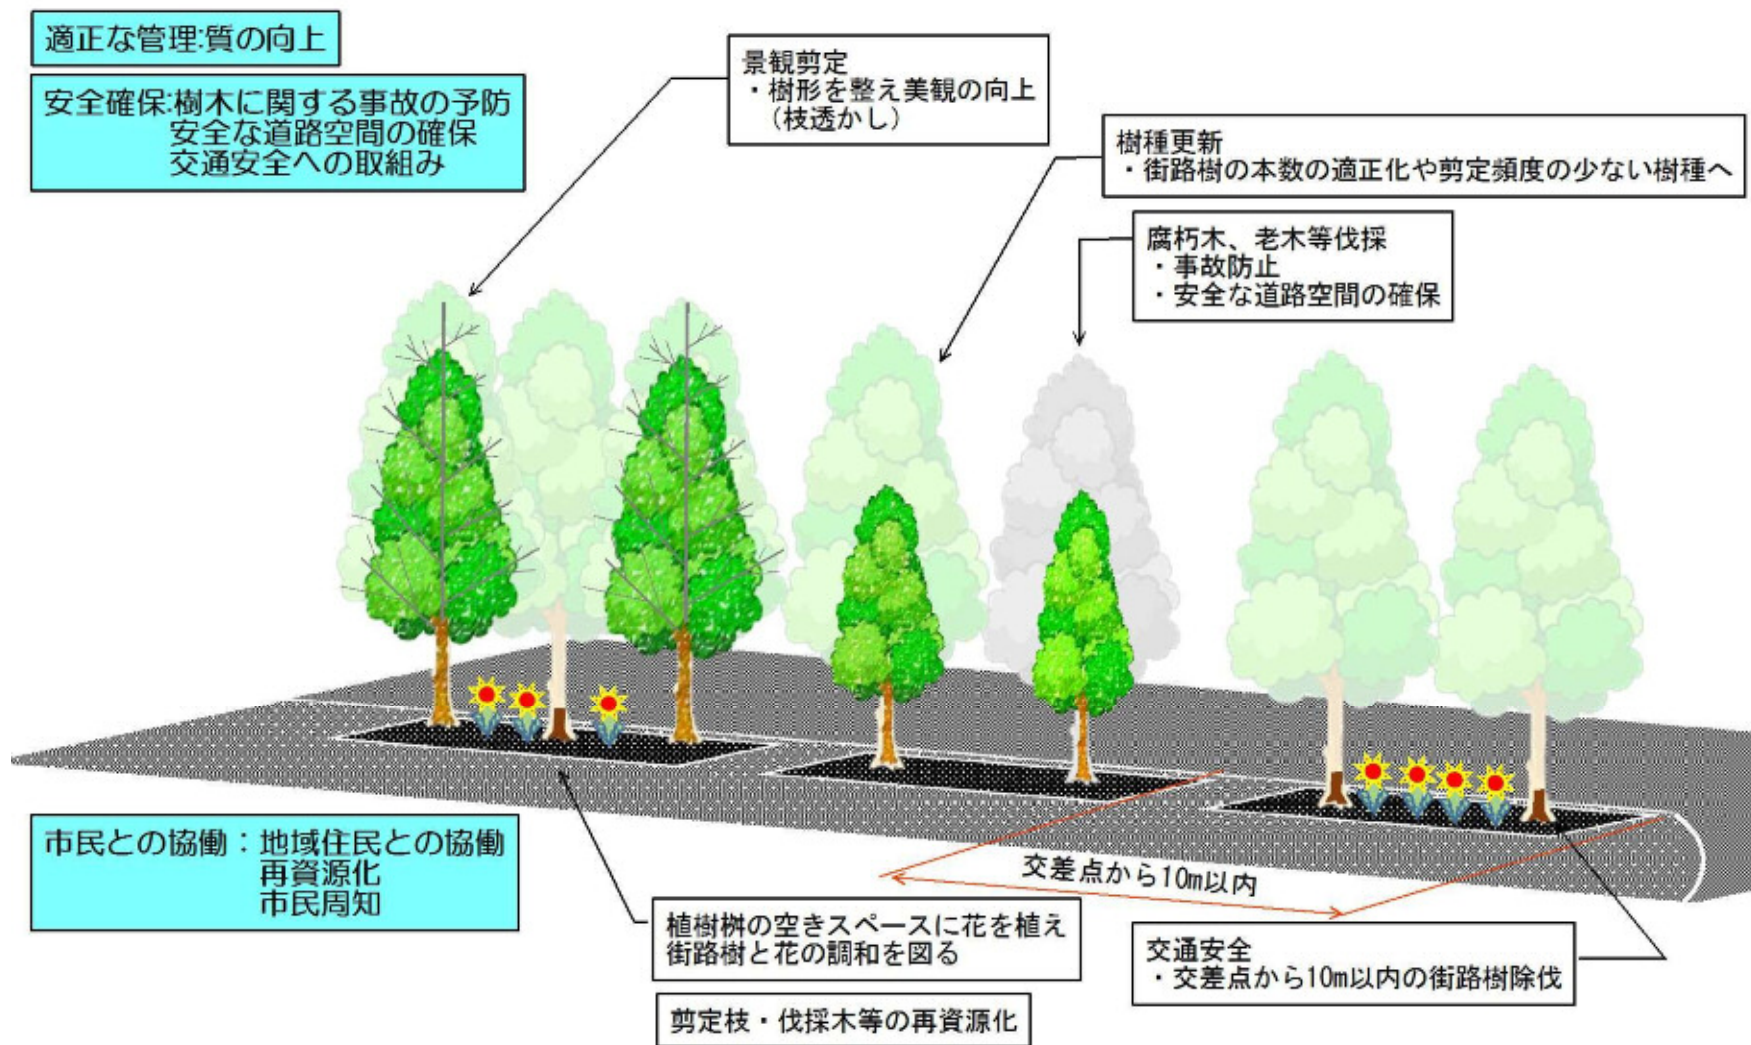 適正な管理:質の向上
安全確保:樹木に関する事故の予防
安全な道路空間の確保
交通安全への取組み
景観剪定
・樹形を整え美観の向上
（枝透かし）
樹種更新
・街路樹の本数の適正化や剪定頻度の少ない樹種へ
腐朽木、老木等伐採
・事故防止
・安全な道路空間の確保
市民との協働：地域住民との協働
再資源化
市民周知
交差点から10m以内
植樹桝の空きスペースに花を植え
街路樹と花の調和を図る
交通安全
・交差点から10m以内の街路樹除伐
剪定枝・伐採木等の再資源化